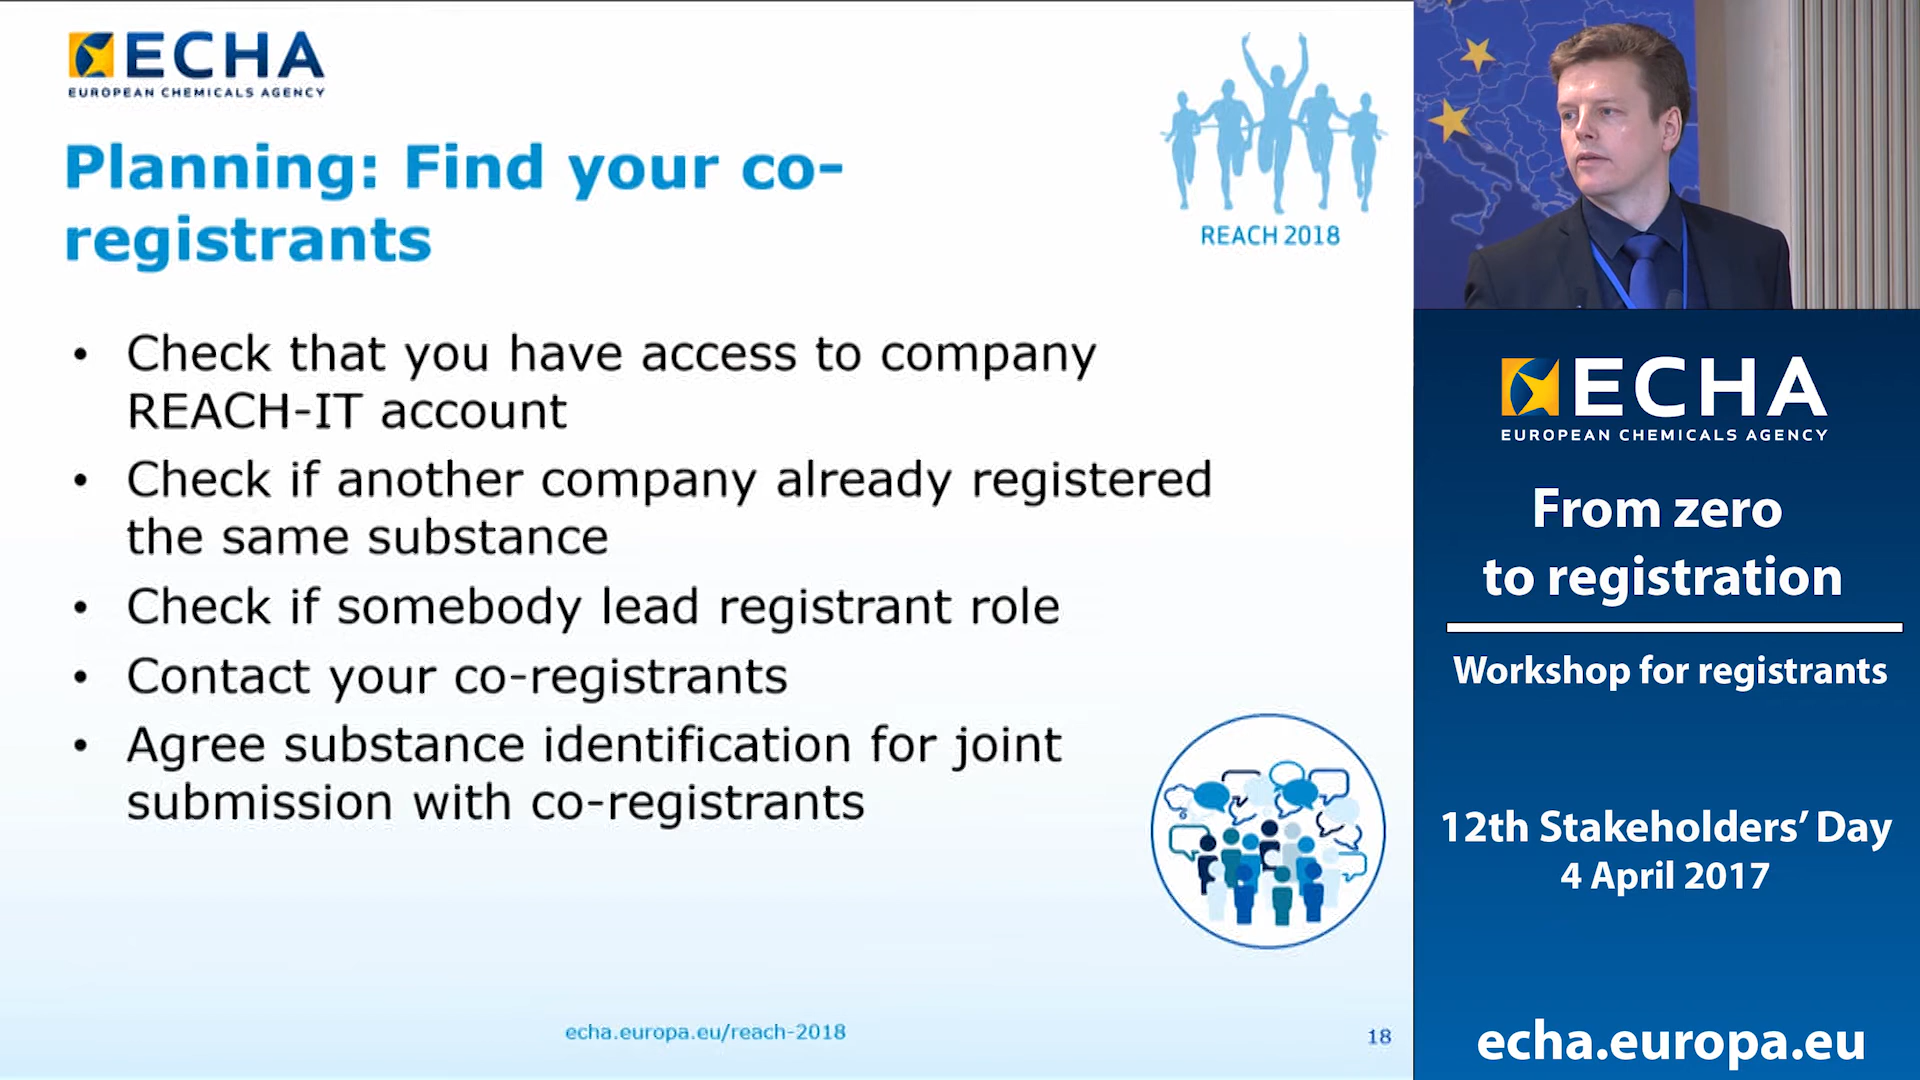 ECHA
EUROPEAN CHEMICALS AGENCY
REACH 2018
Planning: Find your co-
registrants
• Check that you have access to company
REACH-IT account
• Check if another company already registered
the same substance
• Check if somebody lead registrant role
• Contact your co-registrants
• Agree substance identification for joint
submission with co-registrants
echa.europa.eu/reach-2018
18
ECHA
EUROPEAN CHEMICALS AGENCY
From zero
to registration
Workshop for registrants
12th Stakeholders’ Day
4 April 2017
echa.europa.eu